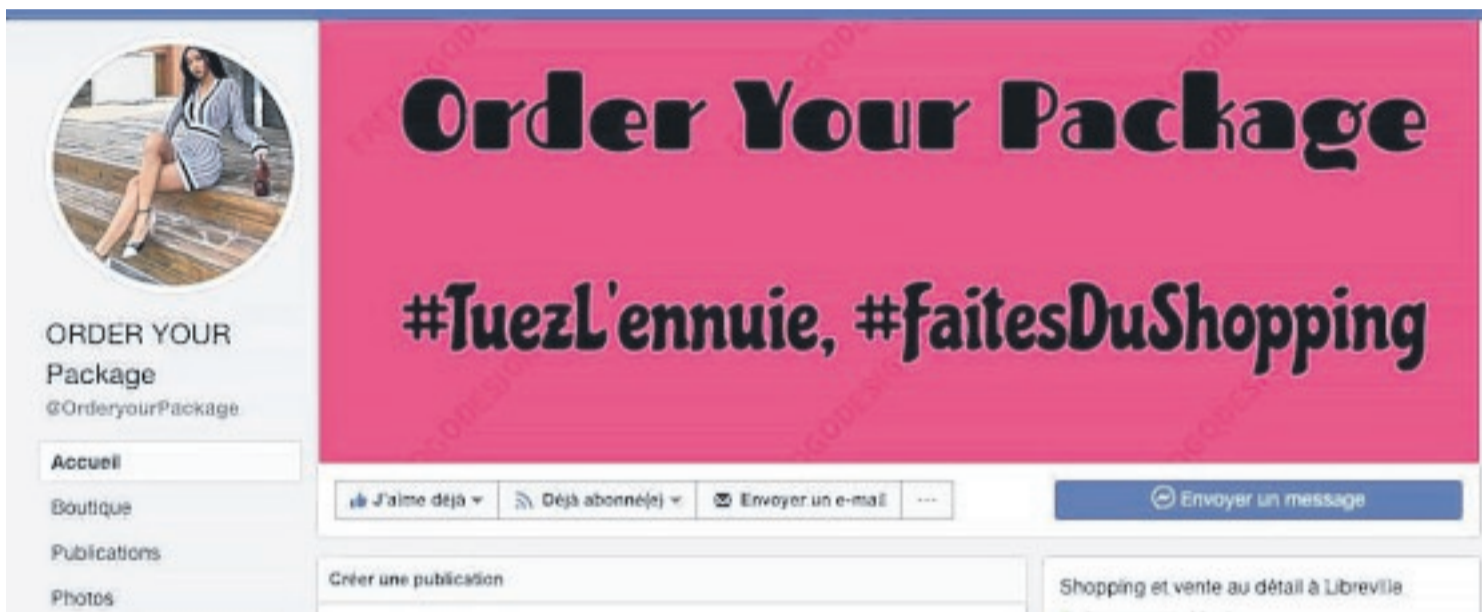 Order Your Package
#TuezL'ennuie, #FaitesDuShopping
ORDER YOUR
Package
@OrderyourPackage
Accueil
Boutique
Publications
Photos
J'aime déjà
Déjà abonné(e)
Envoyer un e-mail
...
Envoyer un message
Créer une publication
Shopping et vente au détail à Libreville